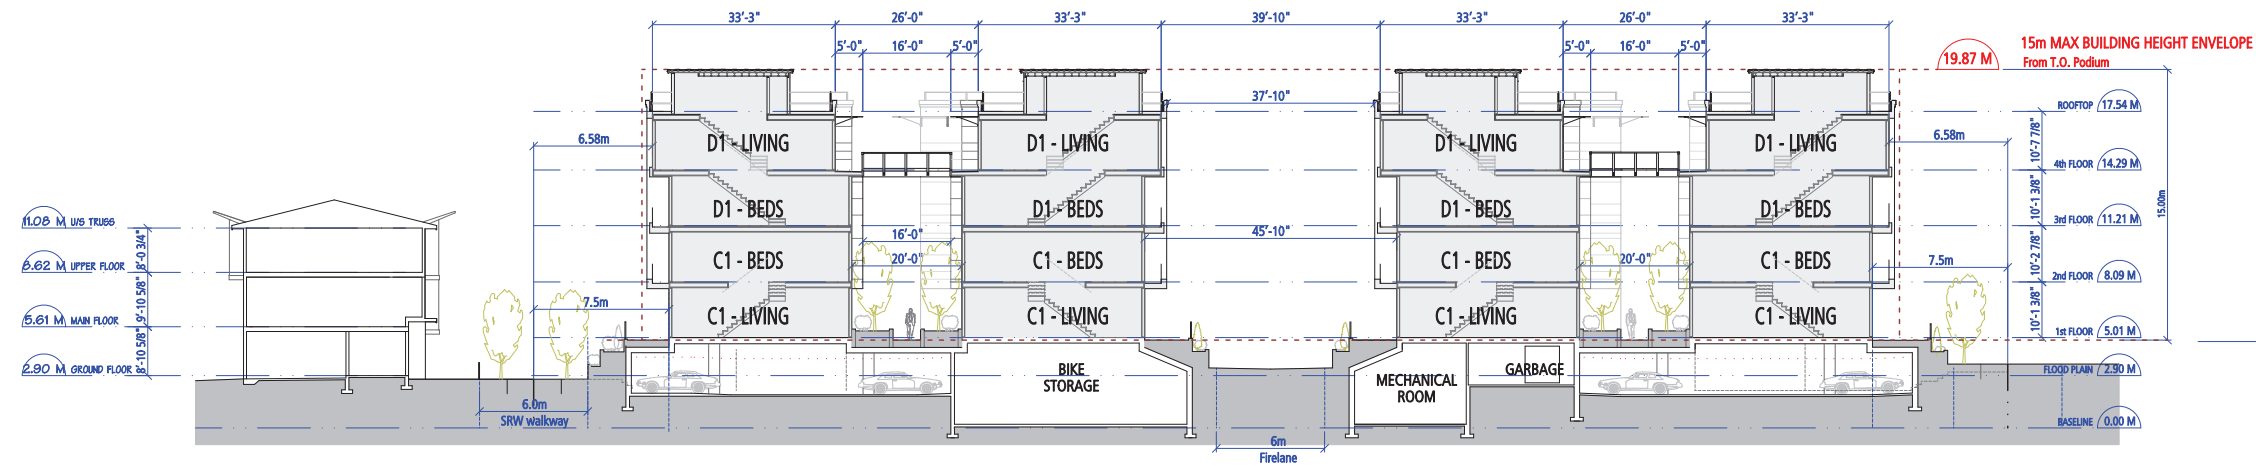 33'-3" 26'-0" 33'-3" 39'-10" 33'-3" 26'-0" 33'-3"
5'-0" 16'-0" 5'-0" 5'-0" 16'-0" 5'-0"
15m MAX BUILDING HEIGHT ENVELOPE
19.87 M From T.O. Podium
37'-10"
ROOFTOP 17.54 M
6.58m D1 - LIVING D1 - LIVING D1 - LIVING D1 - LIVING 6.58m
10'-7 7/8"
4th FLOOR 14.29 M
D1 - BEDS D1 - BEDS D1 - BEDS D1 - BEDS
10'-1 3/8"
15.00m
3rd FLOOR 11.21 M
11.08 M U/S TRUSS
16'-0" 45'-10"
8'-0 3/4"
C1 - BEDS 20'-0" C1 - BEDS C1 - BEDS 20'-0" C1 - BEDS 7.5m
10'-2 7/8"
UPPER FLOOR
2nd FLOOR 8.09 M
9'-10 5/8"
7.5m
C1 - LIVING C1 - LIVING C1 - LIVING C1 - LIVING
10'-1 3/8"
5.61 M MAIN FLOOR
1st FLOOR 5.01 M
8'-10 5/8"
2.90 M GROUND FLOOR
BIKE
STORAGE
MECHANICAL
ROOM
GARBAGE
FLOOD PLAIN 2.90 M
6.0m
SRW walkway
BASELINE 0.00 M
6m
Firelane